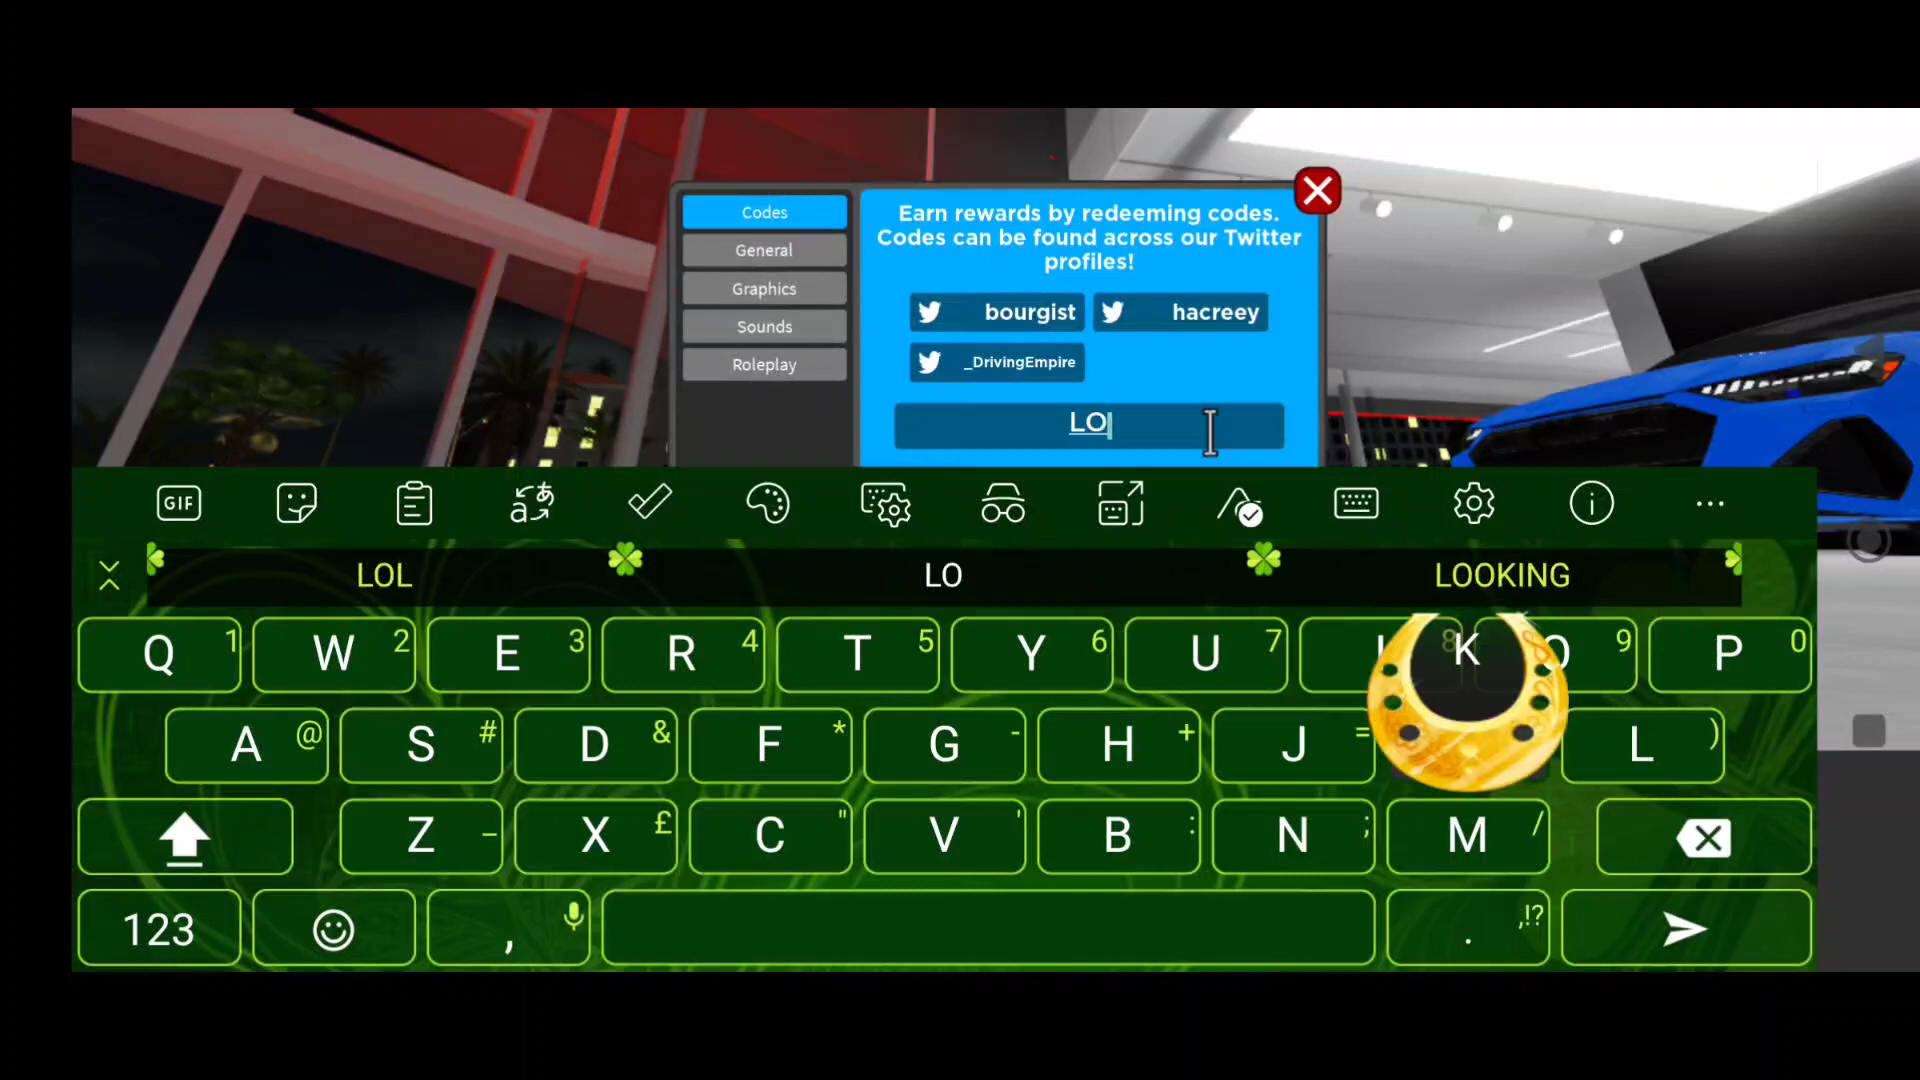 Codes
General
Graphics
Sounds
Roleplay
Earn rewards by redeeming codes.
Codes can be found across our Twitter
profiles!
bourgist
hacreey
_DrivingEmpire
LO
GIF
LOL
LO
LOOKING
Q 1 W 2 E 3 R 4 T 5 Y 6 U 7 I 8 K O 9 P 0
A @ S # D & F * G - H + J = L )
Z _ X £ C " V ' B : N ; M /
123 , . ,!?